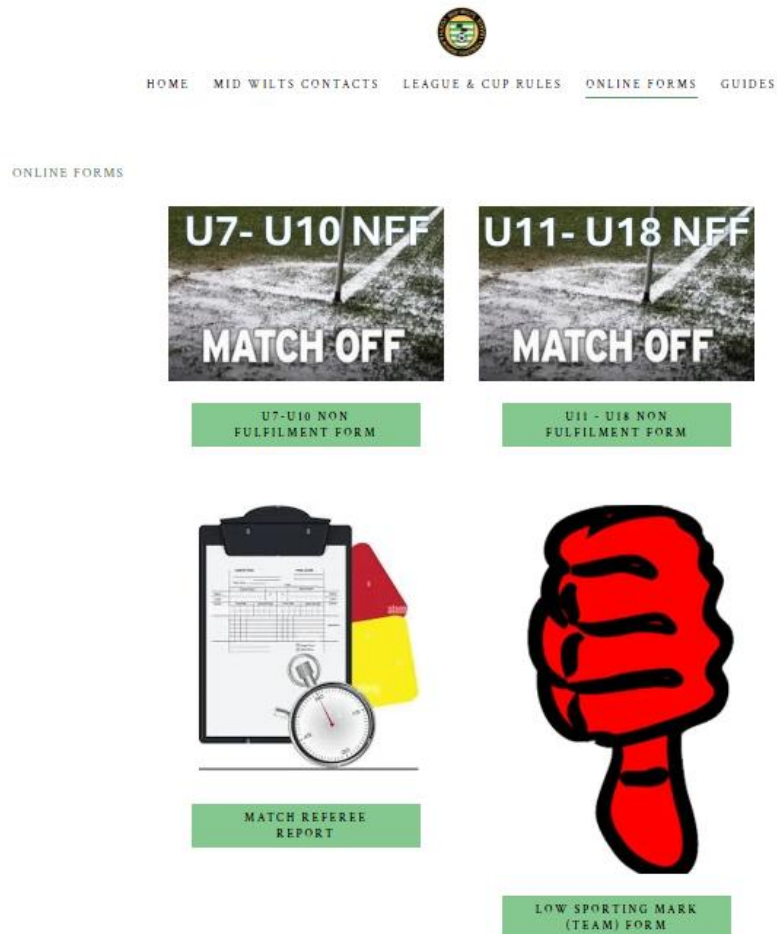 HOME MID WILTS CONTACTS LEAGUE & CUP RULES ONLINE FORMS GUIDES
ONLINE FORMS
U7- U10 NFF
MATCH OFF
U11- U18 NFF
MATCH OFF
U7-U10 NON
FULFILMENT FORM
U11 - U18 NON
FULFILMENT FORM
MATCH REFEREE
REPORT
LOW SPORTING MARK
(TEAM) FORM